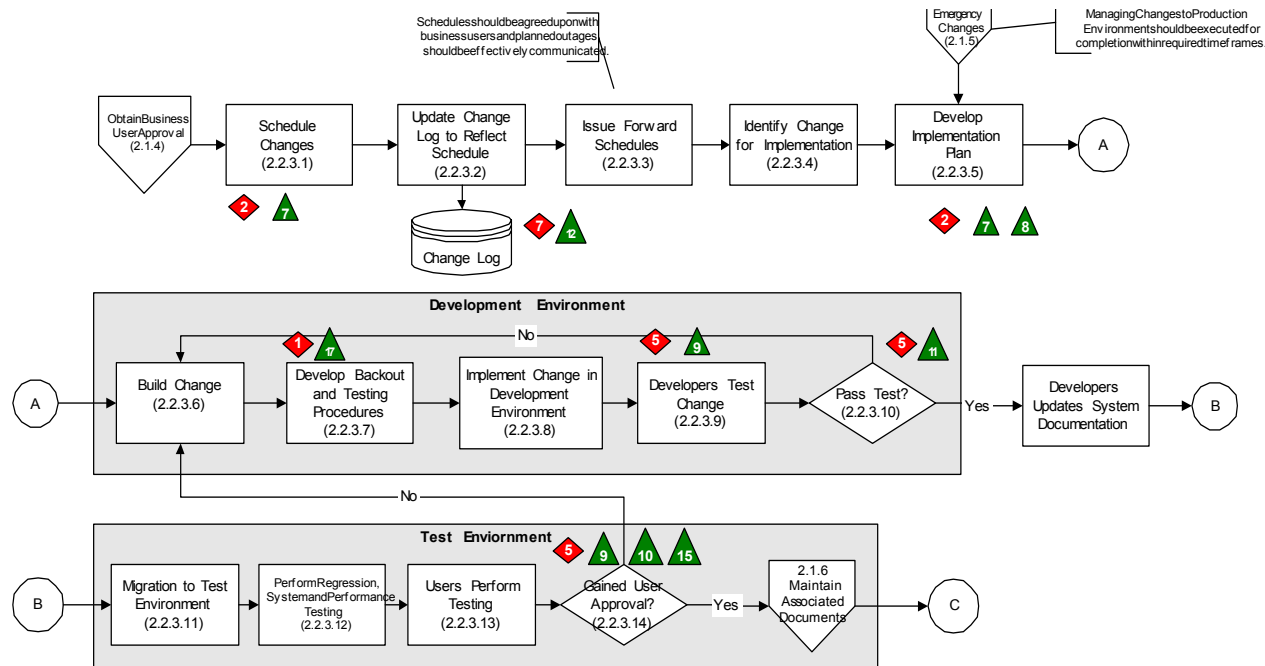 Schedulesshouldbeagreeduponwith
businessusersandplannedoutages
shouldbeeffectivelycommunicated.
Emergency
Changes
(2.1.5)
ManagingChangestoProduction
Environmentshouldbeexecutedfor
completionwithinrequiredtimeframes.
ObtainBusiness
UserApproval
(2.1.4)
Schedule
Changes
(2.2.3.1)
Update Change
Log to Reflect
Schedule
(2.2.3.2)
Issue Forward
Schedules
(2.2.3.3)
Identify Change
for Implementation
(2.2.3.4)
Develop
Implementation
Plan
(2.2.3.5)
A
2
7
Change Log
7
12
2
7
8
Development Environment
No
1
17
5
9
5
11
A
Build Change
(2.2.3.6)
Develop Backout
and Testing
Procedures
(2.2.3.7)
Implement Change in
Development
Environment
(2.2.3.8)
Developers Test
Change
(2.2.3.9)
Pass Test?
(2.2.3.10)
Yes
Developers
Updates System
Documentation
B
No
Test Enviornment
5
9
10
15
B
Migration to Test
Environment
(2.2.3.11)
PerformRegression,
SystemandPerformance
Testing
(2.2.3.12)
Users Perform
Testing
(2.2.3.13)
Gained User
Approval?
(2.2.3.14)
Yes
2.1.6
Maintain
Associated
Documents
C